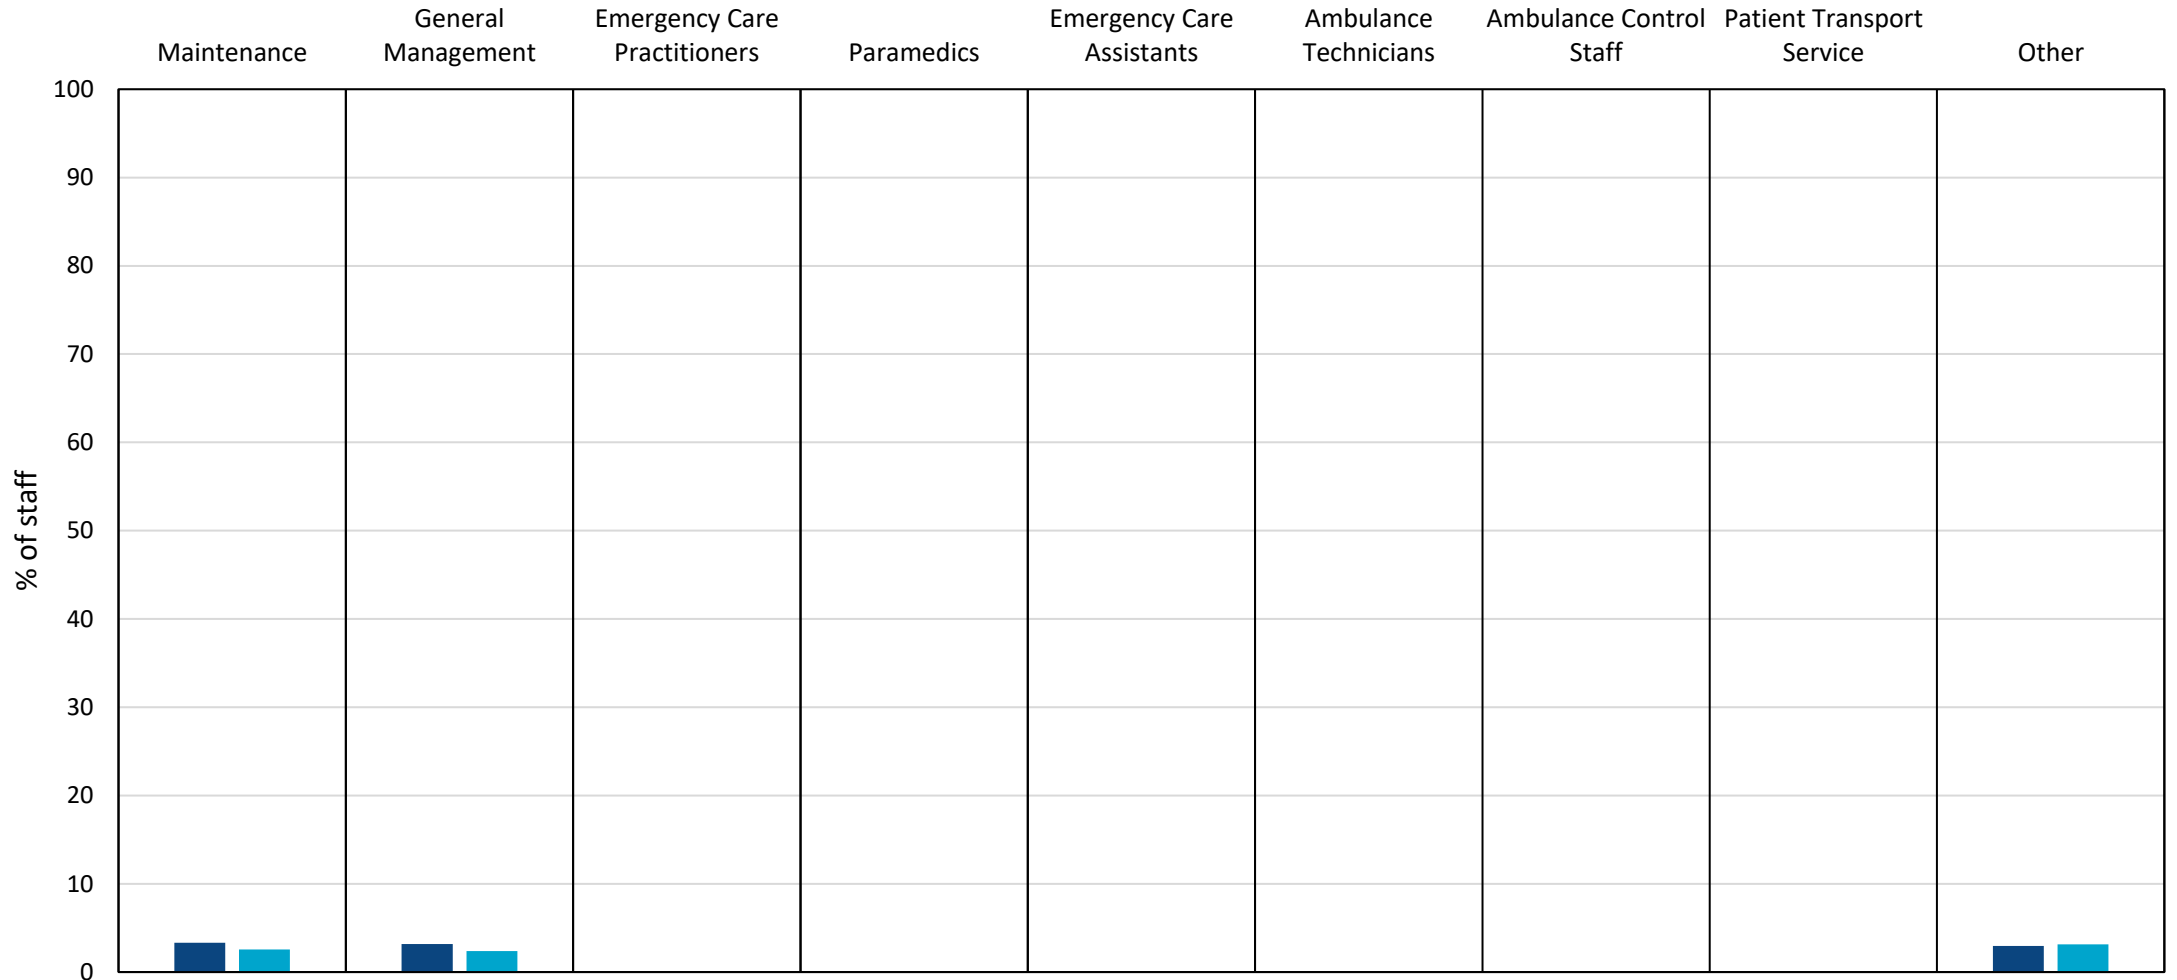 General
Emergency Care
Emergency Care
Ambulance
Ambulance Control
Patient Transport
Maintenance
Management
Practitioners
Paramedics
Assistants
Technicians
Staff
Service
Other
100
90
80
70
60
50
40
30
20
10
0
% of staff